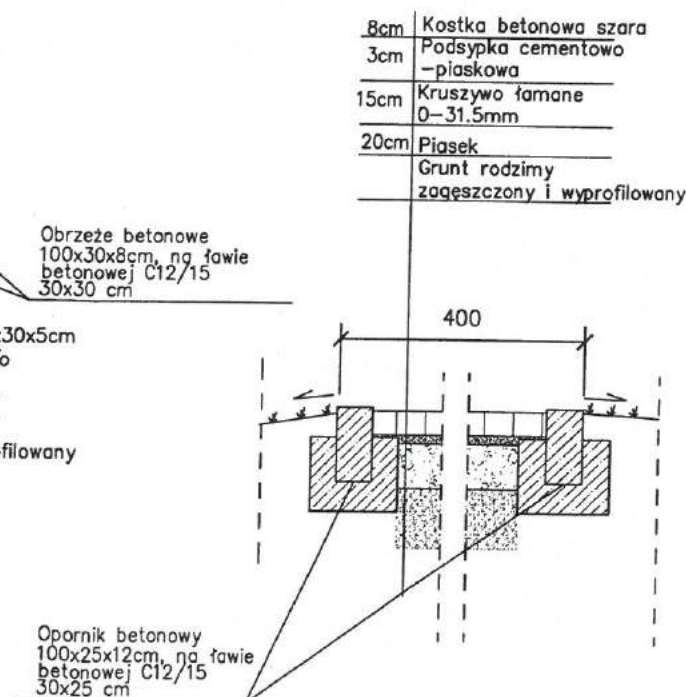 8cm Kostka betonowa szara
3cm Podsypka cementowo
-piaskowa
15cm Kruszywo łamane
0-31.5mm
20cm Piasek
Grunt rodzimy
zagęszczony i wyprofilowany
Obrzeże betonowe
100x30x8cm, na ławie
betonowej C12/15
30x30 cm
400
30x5cm
filowany
Opornik betonowy
100x25x12cm, na ławie
betonowej C12/15
30x25 cm